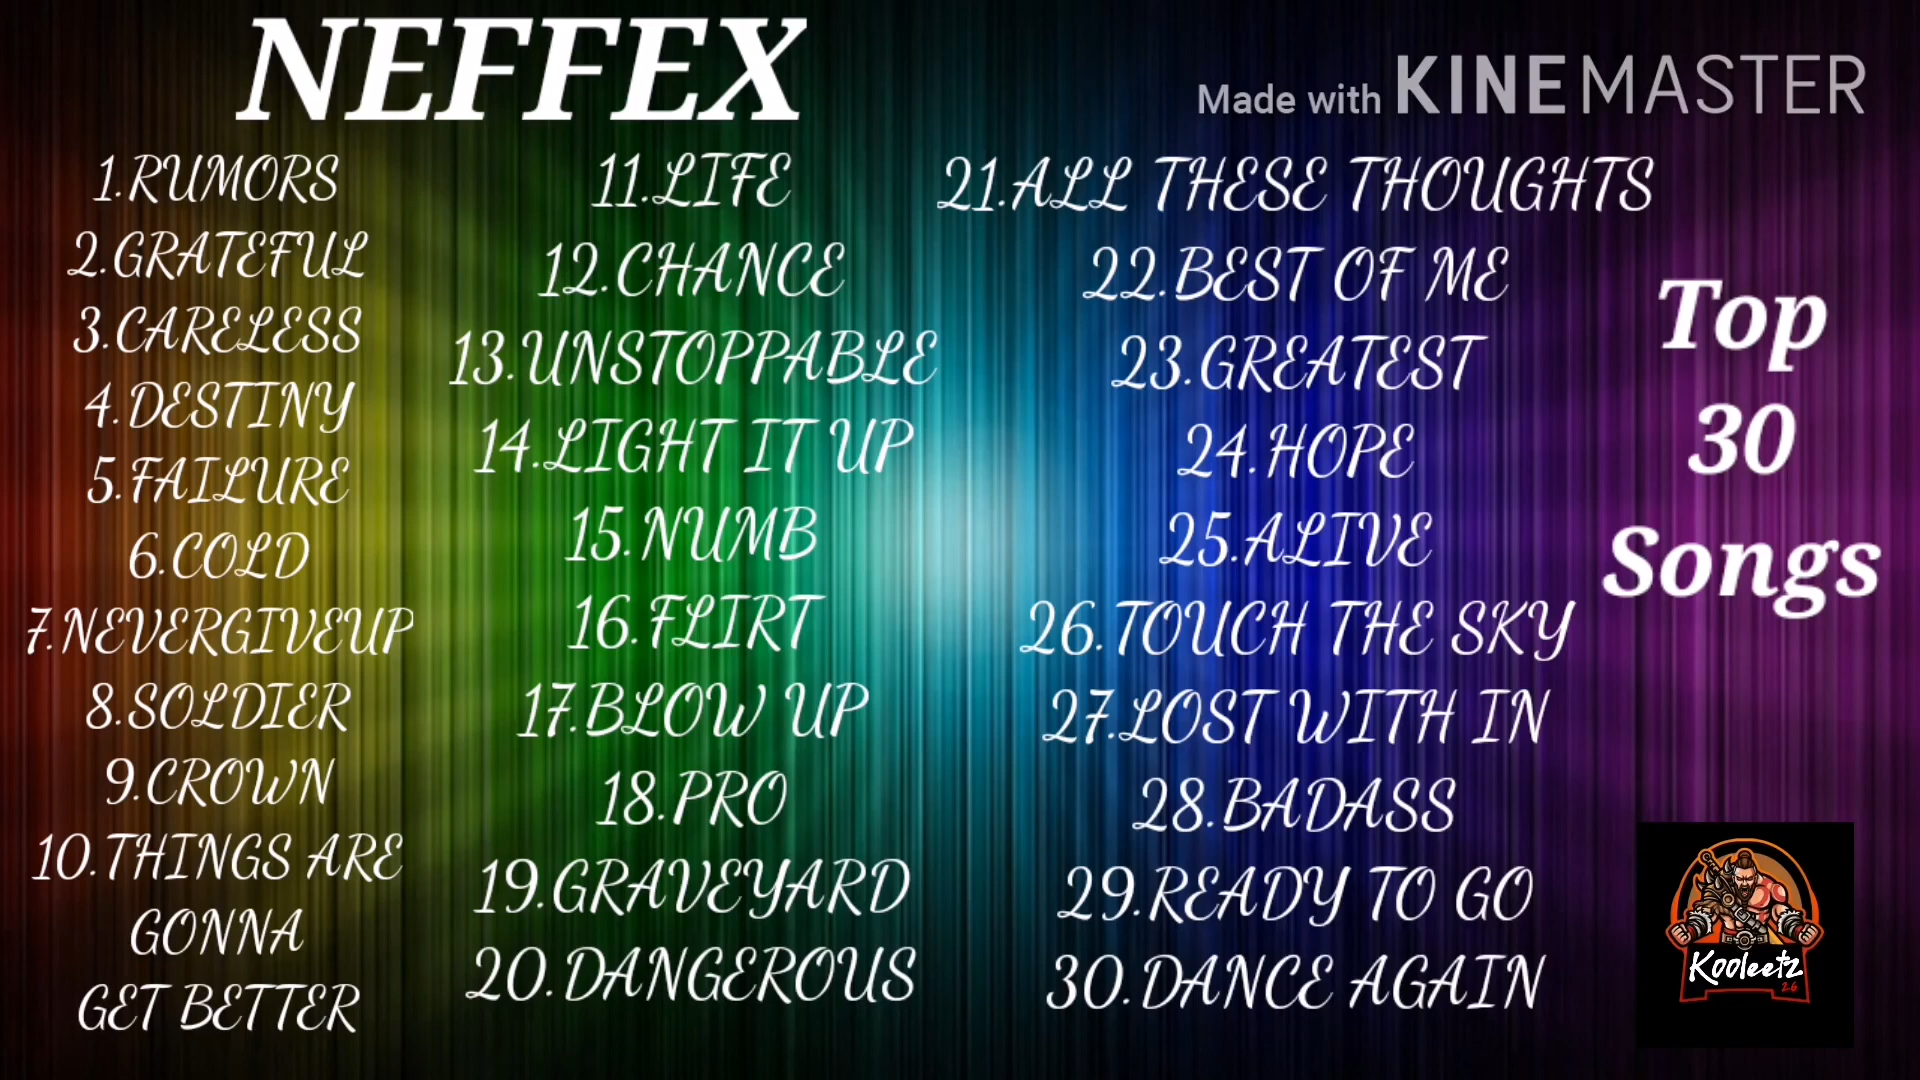 NEFFEX
Made with KINEMASTER
1.RUMORS
2.GRATEFUL
3.CARELESS
4.DESTINY
5.FAILURE
6.COLD
7.NEVERGIVEUP
8.SOLDIER
9.CROWN
10.THINGS ARE
GONNA
GET BETTER
11.LIFE
12.CHANCE
13.UNSTOPPABLE
14.LIGHT IT UP
15.NUMB
16.FLIRT
17.BLOW UP
18.PRO
19.GRAVEYARD
20.DANGEROUS
21.ALL THESE THOUGHTS
22.BEST OF ME
23.GREATEST
24.HOPE
25.ALIVE
26.TOUCH THE SKY
27.LOST WITH IN
28.BADASS
29.READY TO GO
30.DANCE AGAIN
Top
30
Songs
Kooleetz
2.6